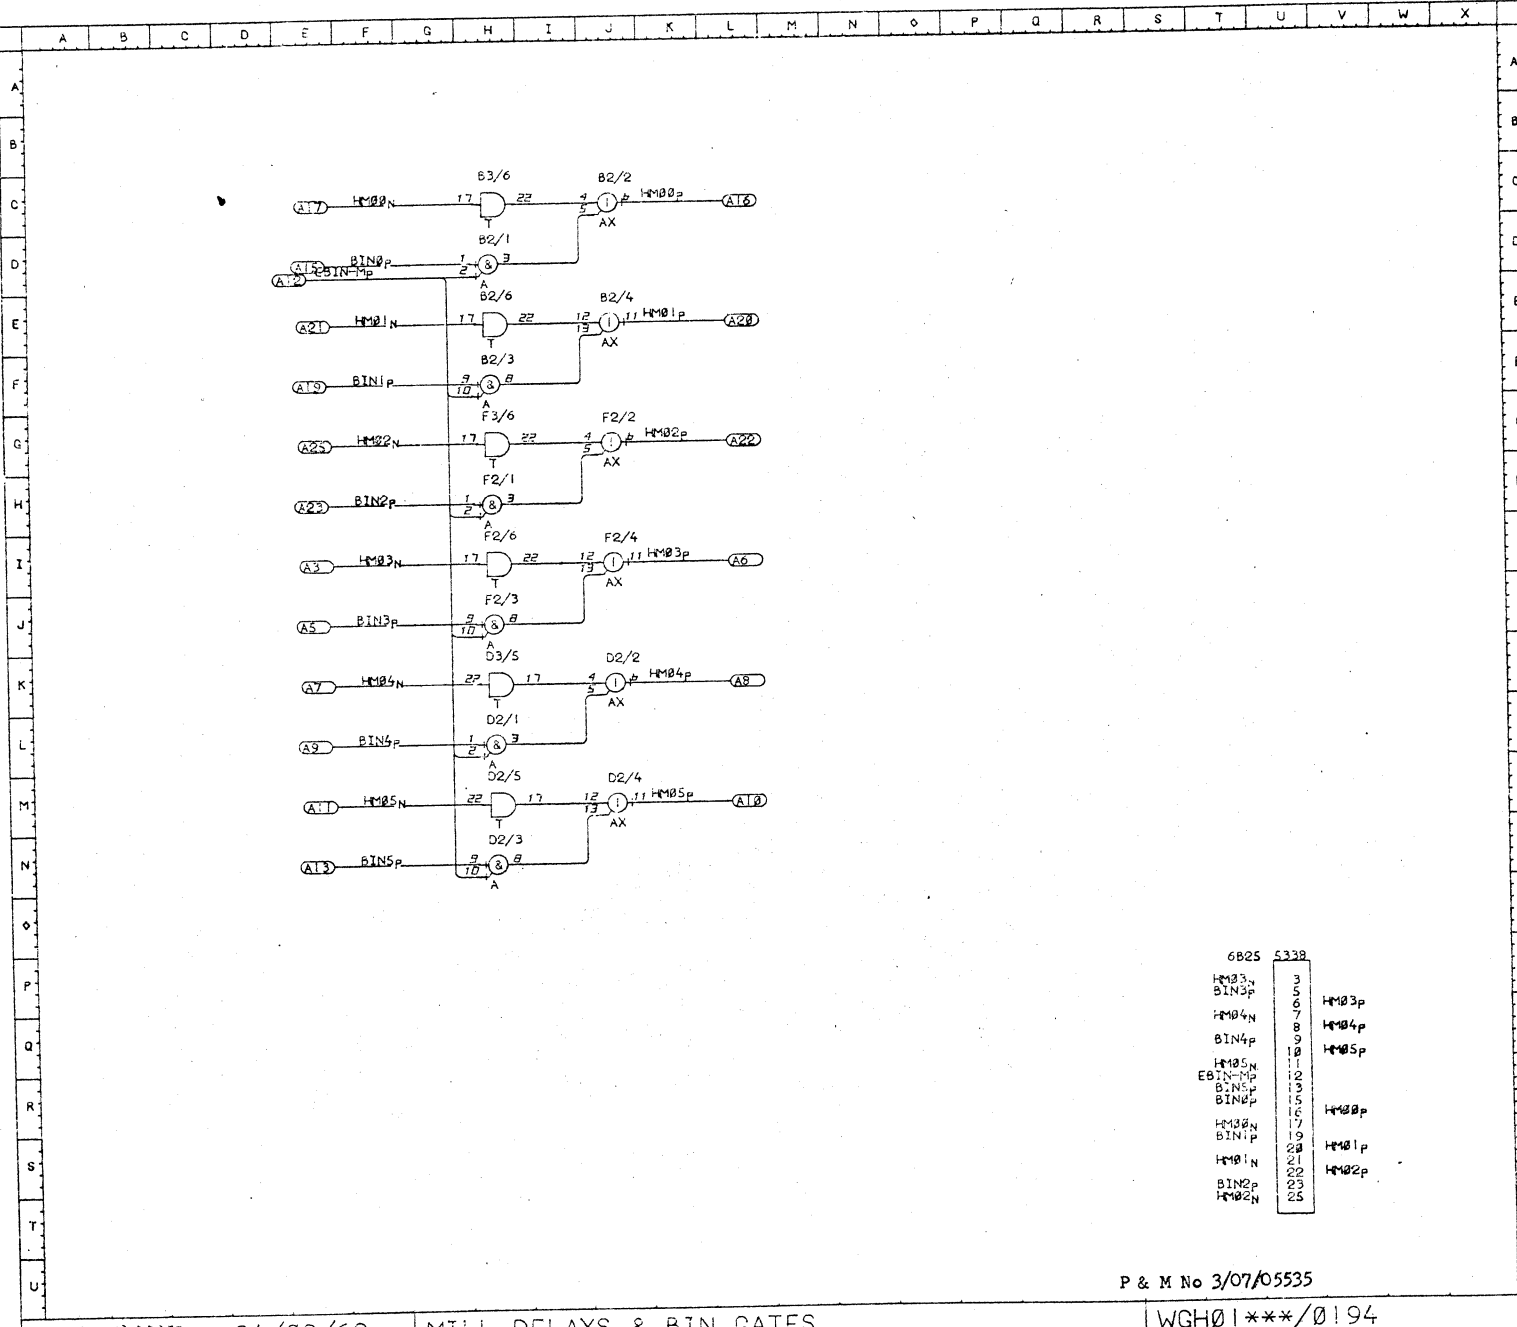 A B C D E F G H I J K L M N O P Q R S T U V W X
A
B
C
D
E
F
G
H
I
J
K
L
M
N
O
P
Q
R
S
T
U
B3/6 B2/2
A17 HM00N 17 22 4 5 6 HM00P A16
T AX
B2/1
A15 BIN0P 1 3
A12 EBIN-MP 2 &
A
B2/6 B2/4
A21 HM01N 17 22 12 13 11 HM01P A20
T AX
B2/3
A19 BIN1P 9 10 & 8
A
F3/6 F2/2
A25 HM02N 17 22 4 5 6 HM02P A22
T AX
F2/1
A23 BIN2P 1 2 & 3
A
F2/6 F2/4
A3 HM03N 17 22 12 13 11 HM03P A6
T AX
F2/3
A5 BIN3P 9 10 & 8
A
D3/5 D2/2
A7 HM04N 22 17 4 5 6 HM04P A8
T AX
D2/1
A9 BIN4P 1 2 & 3
A
D2/5 D2/4
A11 HM05N 22 17 12 13 11 HM05P A10
T AX
D2/3
A13 BIN5P 9 10 & 8
A
6B25 5338
HM03N 3
BIN3P 5
6 HM03P
HM04N 7
8 HM04P
BIN4P 9
10 HM05P
HM05N 11
EBIN-MP 12
BIN5P 13
BIN0P 15
16 HM00P
HM00N 17
BIN1P 19
20 HM01P
HM01N 21
22 HM02P
BIN2P 23
HM02N 25
P & M No 3/07/05535
MILL DELAYS & BIN GATES
WGH01***/0194